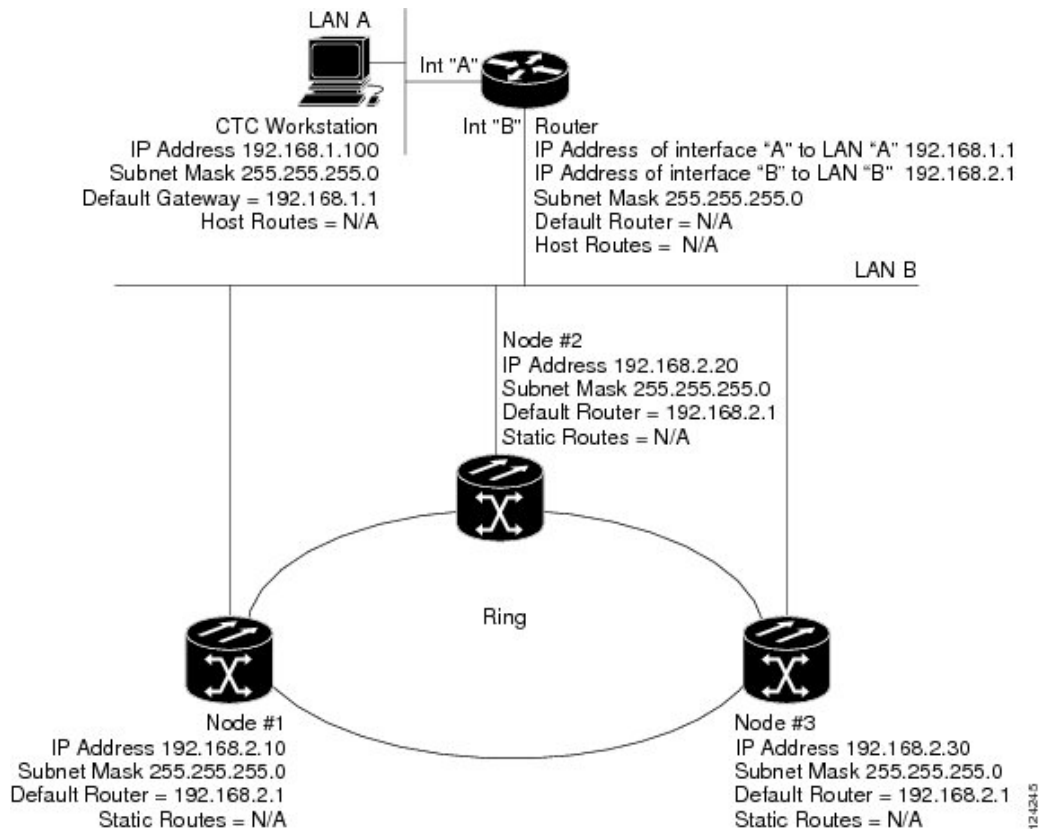 LAN A
Int "A"
CTC Workstation
IP Address 192.168.1.100
Subnet Mask 255.255.255.0
Default Gateway = 192.168.1.1
Host Routes = N/A
Int "B"
Router
IP Address of interface "A" to LAN "A" 192.168.1.1
IP Address of interface "B" to LAN "B" 192.168.2.1
Subnet Mask 255.255.255.0
Default Router = N/A
Host Routes = N/A
LAN B
Node #2
IP Address 192.168.2.20
Subnet Mask 255.255.255.0
Default Router = 192.168.2.1
Static Routes = N/A
Ring
Node #1
IP Address 192.168.2.10
Subnet Mask 255.255.255.0
Default Router = 192.168.2.1
Static Routes = N/A
Node #3
IP Address 192.168.2.30
Subnet Mask 255.255.255.0
Default Router = 192.168.2.1
Static Routes = N/A
124245